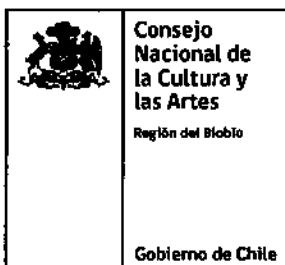 Consejo
Nacional de
la Cultura y
las Artes
Región del Biobío
Gobierno de Chile